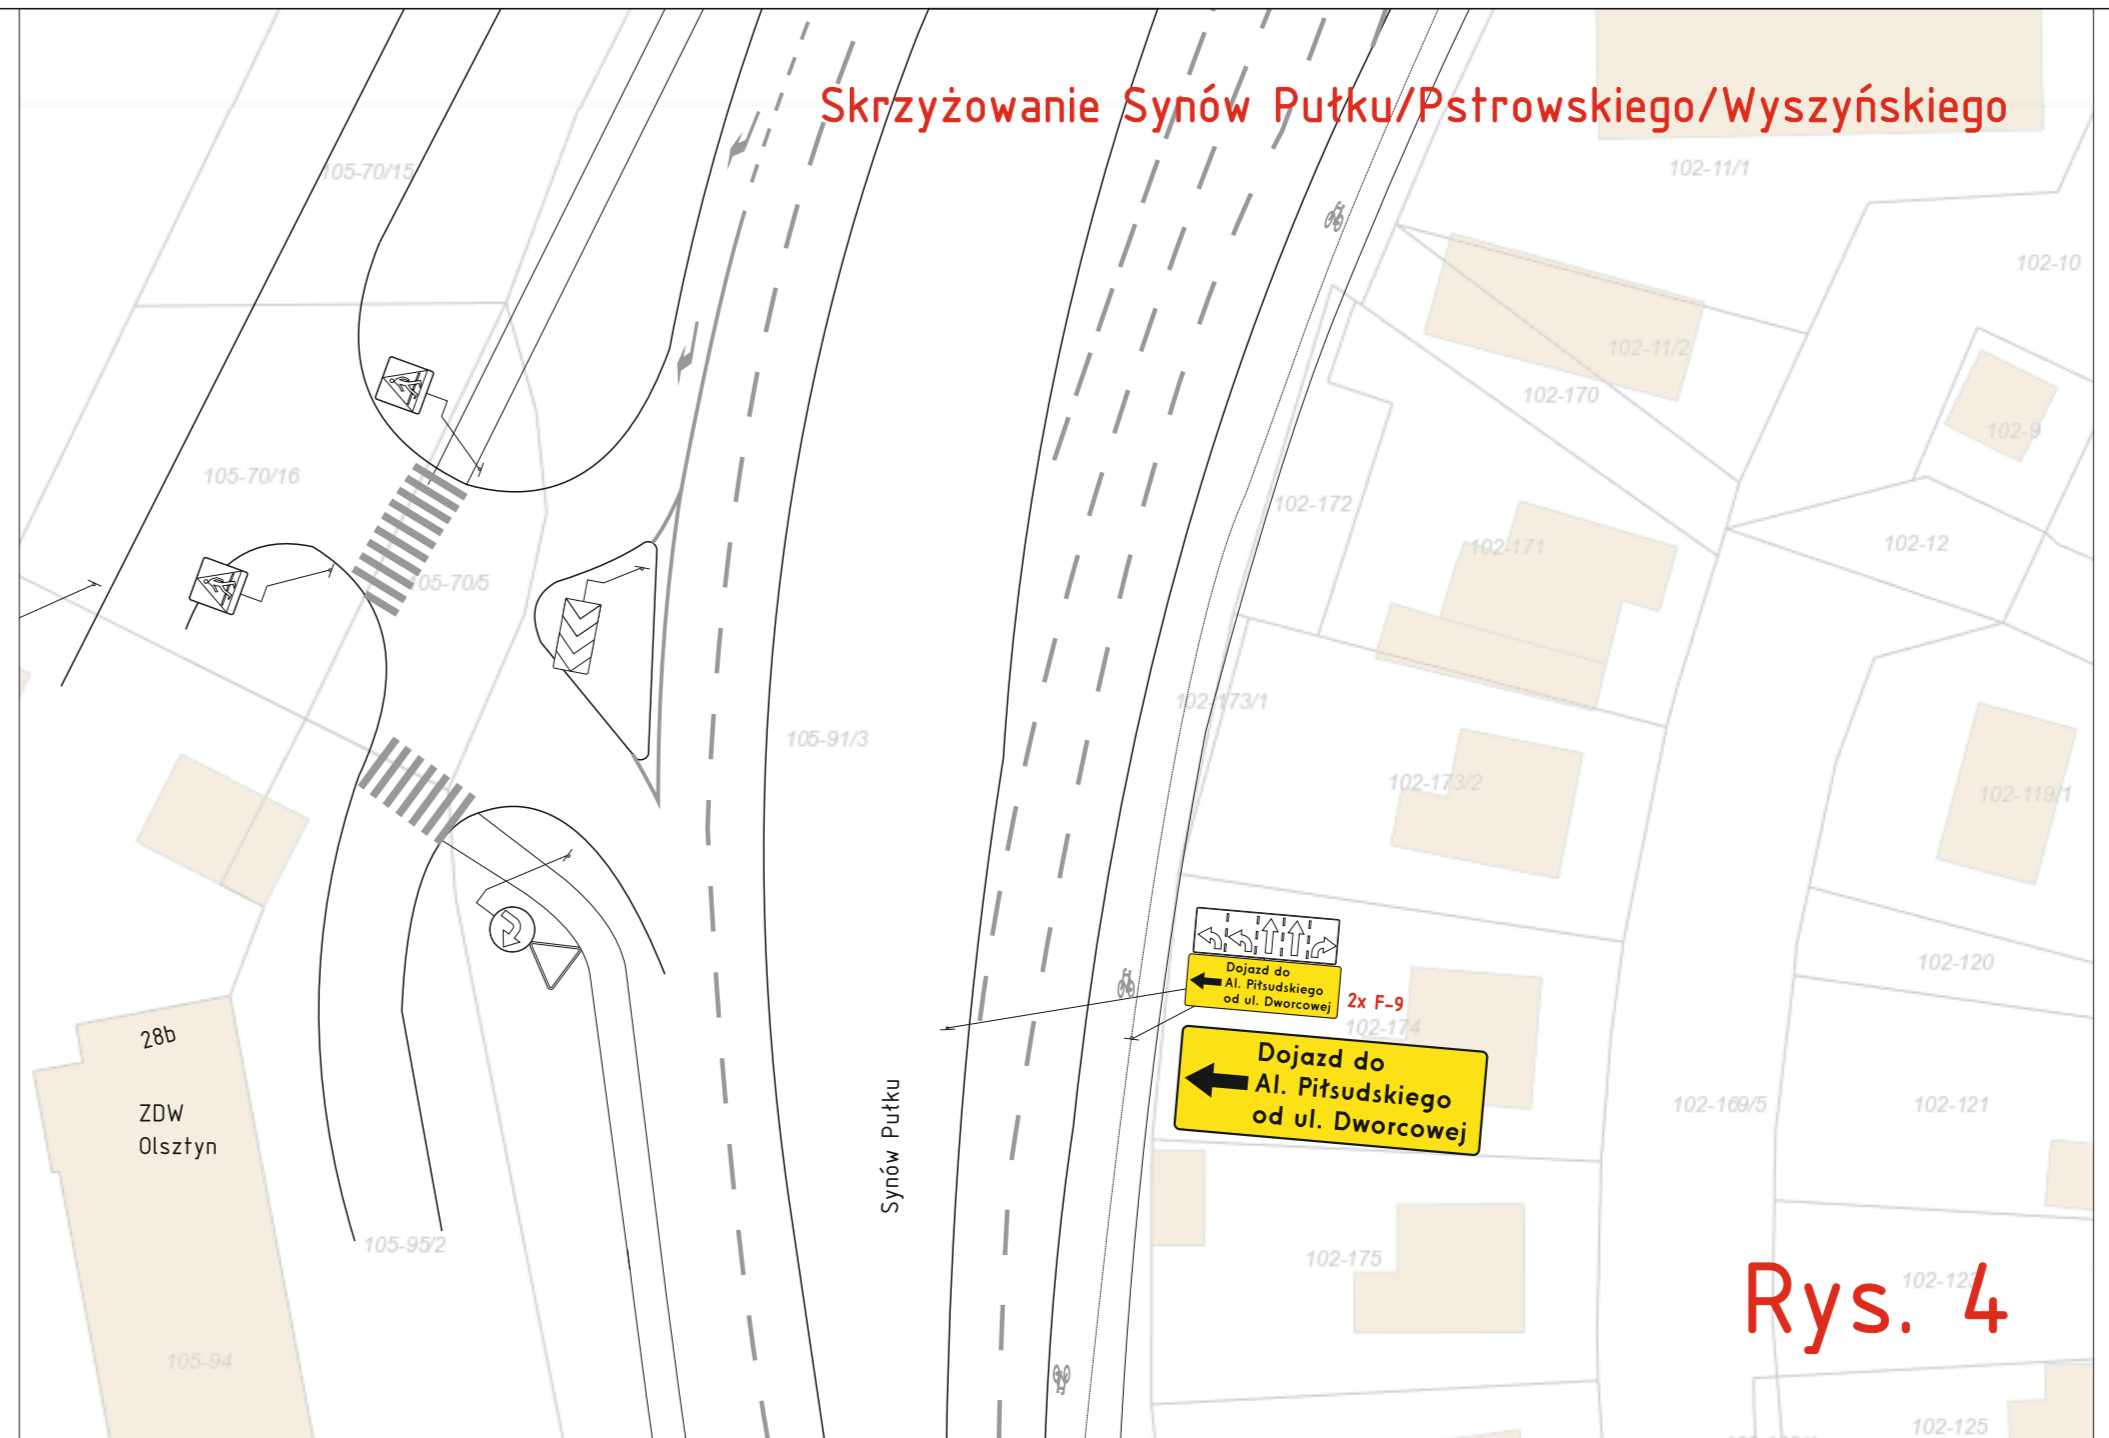 Skrzyżowanie Synów Pułku/Pstrowskiego/Wyszyńskiego
105-70/15
102-11/1
102-10
102-11/2
102-170
102-9
105-70/16
102-172
102-171
102-12
105-70/5
102-173/1
105-91/3
102-173/2
102-119/1
Dojazd do
Al. Piłsudskiego
od ul. Dworcowej
2x F-9
102-120
102-174
28b
ZDW
Olsztyn
Synów Pułku
Dojazd do
Al. Piłsudskiego
od ul. Dworcowej
102-169/5
102-121
105-95/2
102-175
102-123
Rys. 4
105-94
102-125